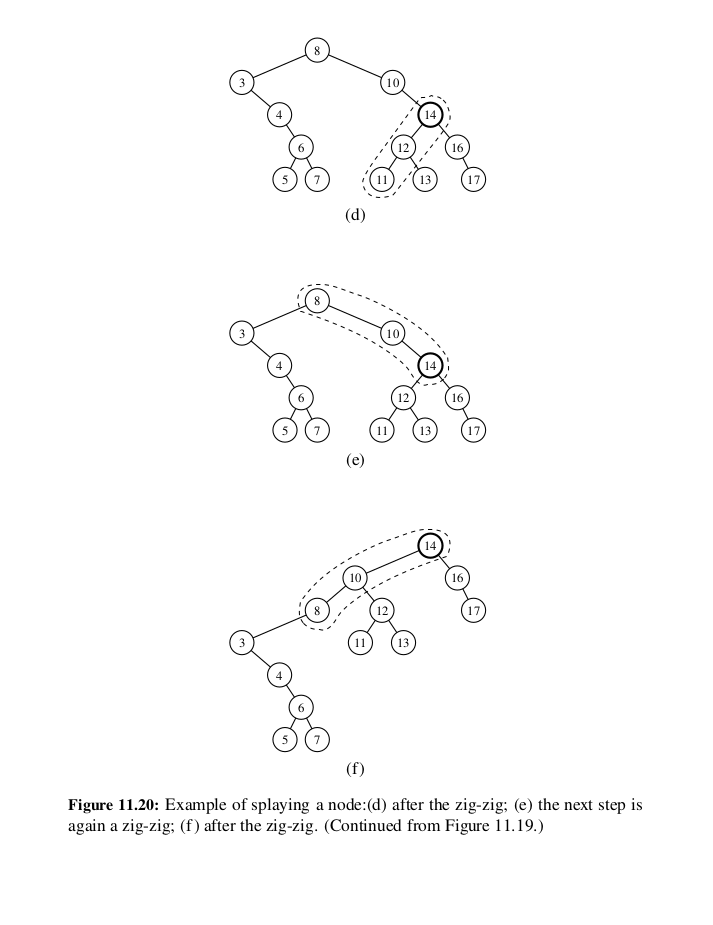 8
3 10
4 14
6 12 16
5 7 11 13 17
(d)
8
3 10
4 14
6 12 16
5 7 11 13 17
(e)
14
10 16
8 12 17
3 11 13
4
6
5 7
(f)
Figure 11.20: Example of splaying a node:(d) after the zig-zig; (e) the next step is
again a zig-zig; (f) after the zig-zig. (Continued from Figure 11.19.)